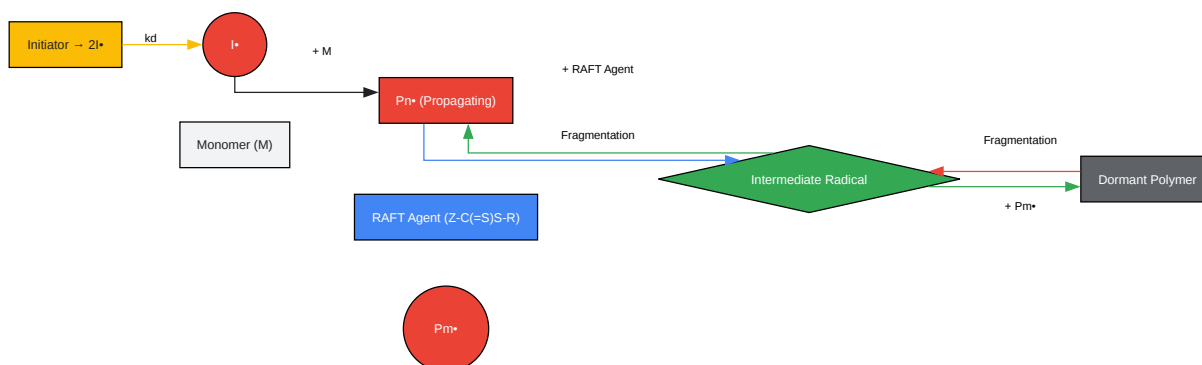 Initiator → 2I•
kd
I•
+ M
+ RAFT Agent
Pn• (Propagating)
Fragmentation
Fragmentation
Monomer (M)
Intermediate Radical
Dormant Polymer
+ Pm•
RAFT Agent (Z-C(=S)S-R)
Pm•